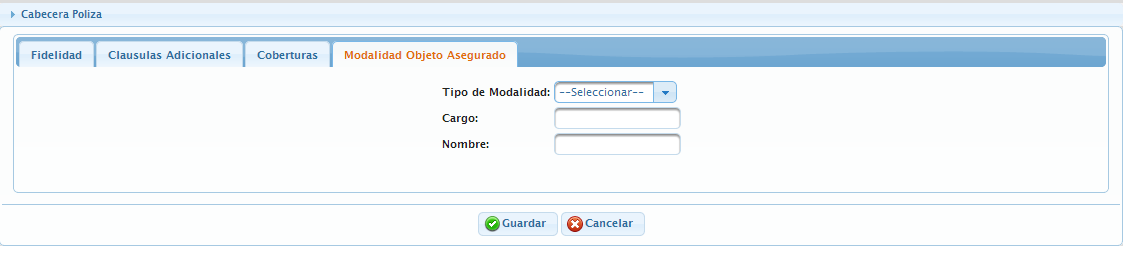 Cabecera Poliza
Fidelidad Clausulas Adicionales Coberturas Modalidad Objeto Asegurado
Tipo de Modalidad: --Seleccionar--
Cargo:
Nombre:
Guardar Cancelar